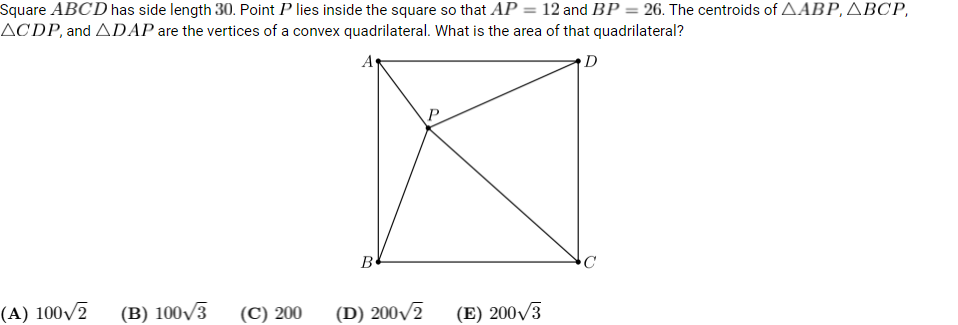 Square ABCD has side length 30. Point P lies inside the square so that AP = 12 and BP = 26. The centroids of △ABP, △BCP,
△CDP, and △DAP are the vertices of a convex quadrilateral. What is the area of that quadrilateral?
A D
P
B C
(A) 100√2 (B) 100√3 (C) 200 (D) 200√2 (E) 200√3